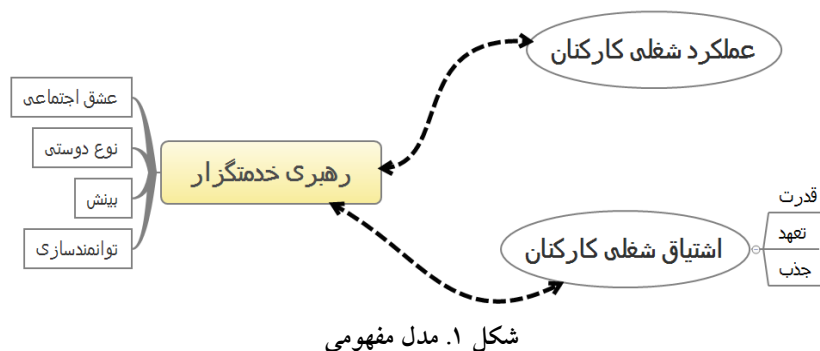 عملکرد شغلی کارکنان
عشق اجتماعی
نوع دوستی
بینش
توانمندسازی
رهبری خدمتگزار
اشتیاق شغلی کارکنان
قدرت
تعهد
جذب
شکل ۱. مدل مفهومی